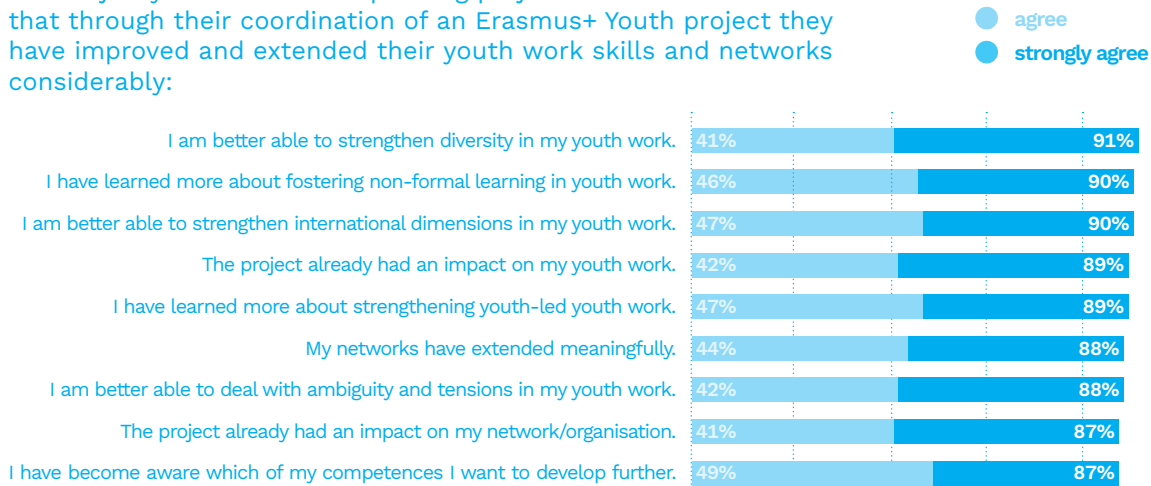 that through their coordination of an Erasmus+ Youth project they
have improved and extended their youth work skills and networks
considerably:
agree
strongly agree
I am better able to strengthen diversity in my youth work. 41% 91%
I have learned more about fostering non-formal learning in youth work. 46% 90%
I am better able to strengthen international dimensions in my youth work. 47% 90%
The project already had an impact on my youth work. 42% 89%
I have learned more about strengthening youth-led youth work. 47% 89%
My networks have extended meaningfully. 44% 88%
I am better able to deal with ambiguity and tensions in my youth work. 42% 88%
The project already had an impact on my network/organisation. 41% 87%
I have become aware which of my competences I want to develop further. 49% 87%